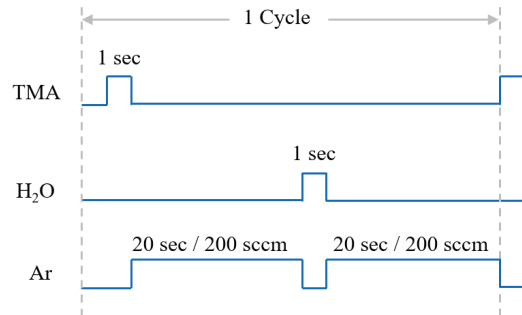 1 Cycle
1 sec
TMA
1 sec
H₂O
20 sec / 200 sccm 20 sec / 200 sccm
Ar